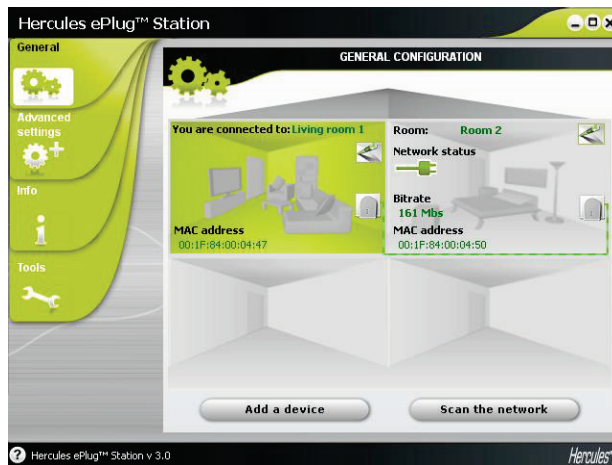 Hercules ePlug™ Station
General
Advanced
settings
Info
Tools
GENERAL CONFIGURATION
You are connected to: Living room 1
MAC address
00:1F:84:00:04:47
Room: Room 2
Network status
Bitrate
161 Mbs
MAC address
00:1F:84:00:04:50
Add a device
Scan the network
Hercules ePlug™ Station v 3.0
Hercules